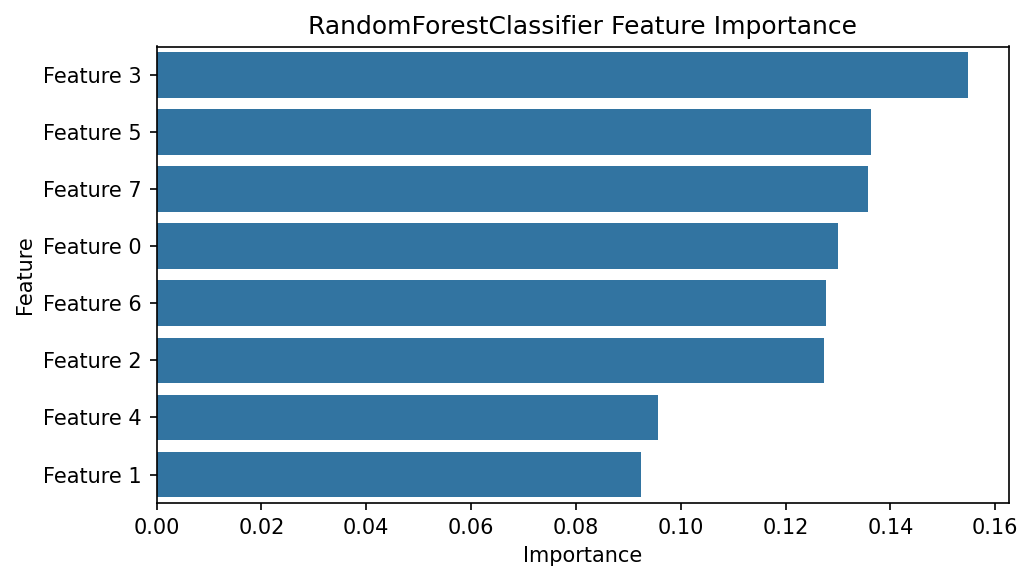 RandomForestClassifier Feature Importance
Feature 3
Feature 5
Feature 7
Feature 0
Feature 6
Feature 2
Feature 4
Feature 1
Feature
0.00 0.02 0.04 0.06 0.08 0.10 0.12 0.14 0.16
Importance